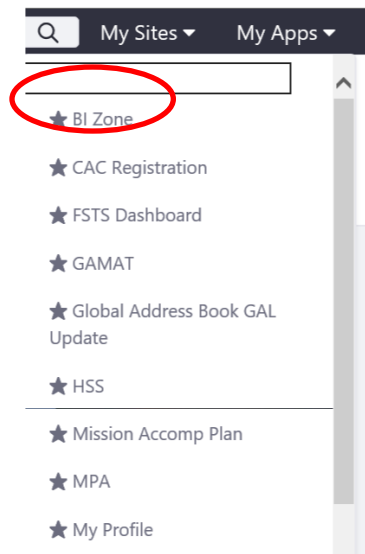 My Sites My Apps
BI Zone
CAC Registration
FSTS Dashboard
GAMAT
Global Address Book GAL
Update
HSS
Mission Accomp Plan
MPA
My Profile